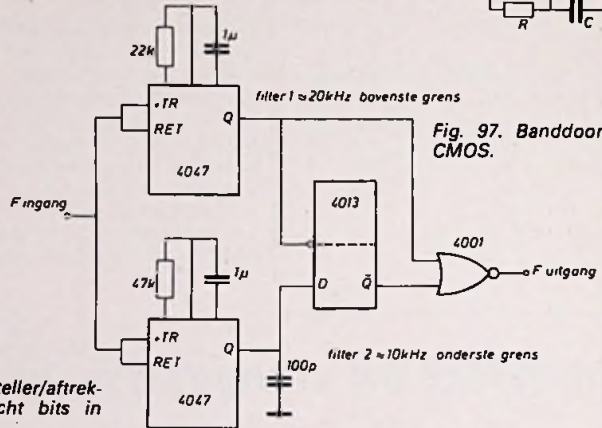 R
C
22k
1µ
+TR
RET
Q
4047
filter 1 ≈ 20kHz bovenste grens
Fig. 97. Banddoor
CMOS.
F ingang
4013
D
Q̄
4001
F uitgang
47k
1µ
+TR
RET
Q
4047
100p
filter 2 ≈ 10kHz onderste grens
teller/aftrek-
cht bits in